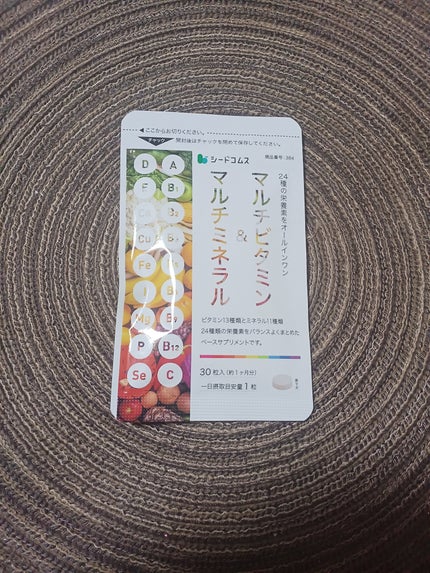 ◀ ここからお切りください。
チャック 開封後はチャックを閉めて保存してください。
シードコムス
商品番号:384
24種の栄養素をオールインワン
マルチビタミン
&
マルチミネラル
D A
E B1
Ca B2
Cu
Fe
I
Mg B9
P B12
Se C
ビタミン13種類とミネラル11種類
24種類の栄養素をバランスよくまとめた
ベースサプリメントです。
30粒入(約1ヶ月分)
一日摂取目安量1粒